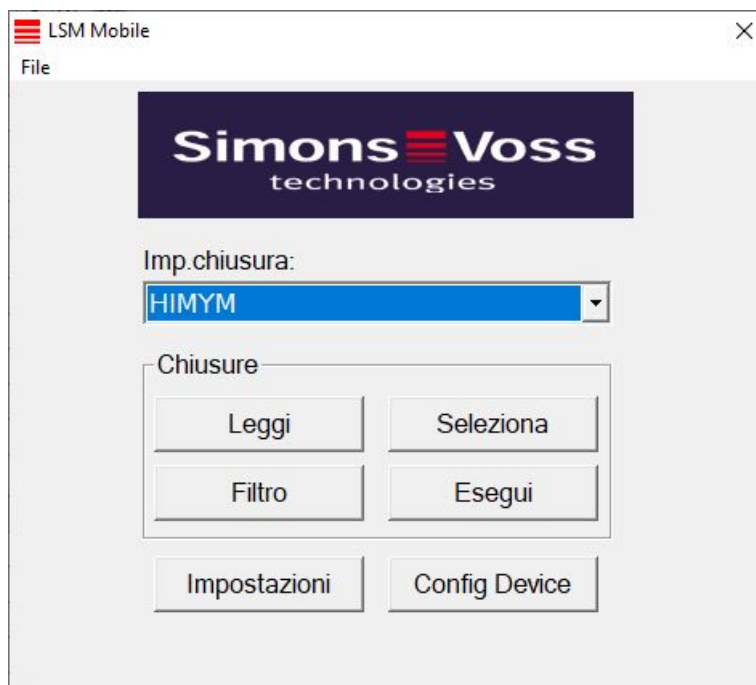 LSM Mobile
File
Simons Voss
technologies
Imp.chiusura:
HIMYM
Chiusure
Leggi Seleziona
Filtro Esegui
Impostazioni Config Device